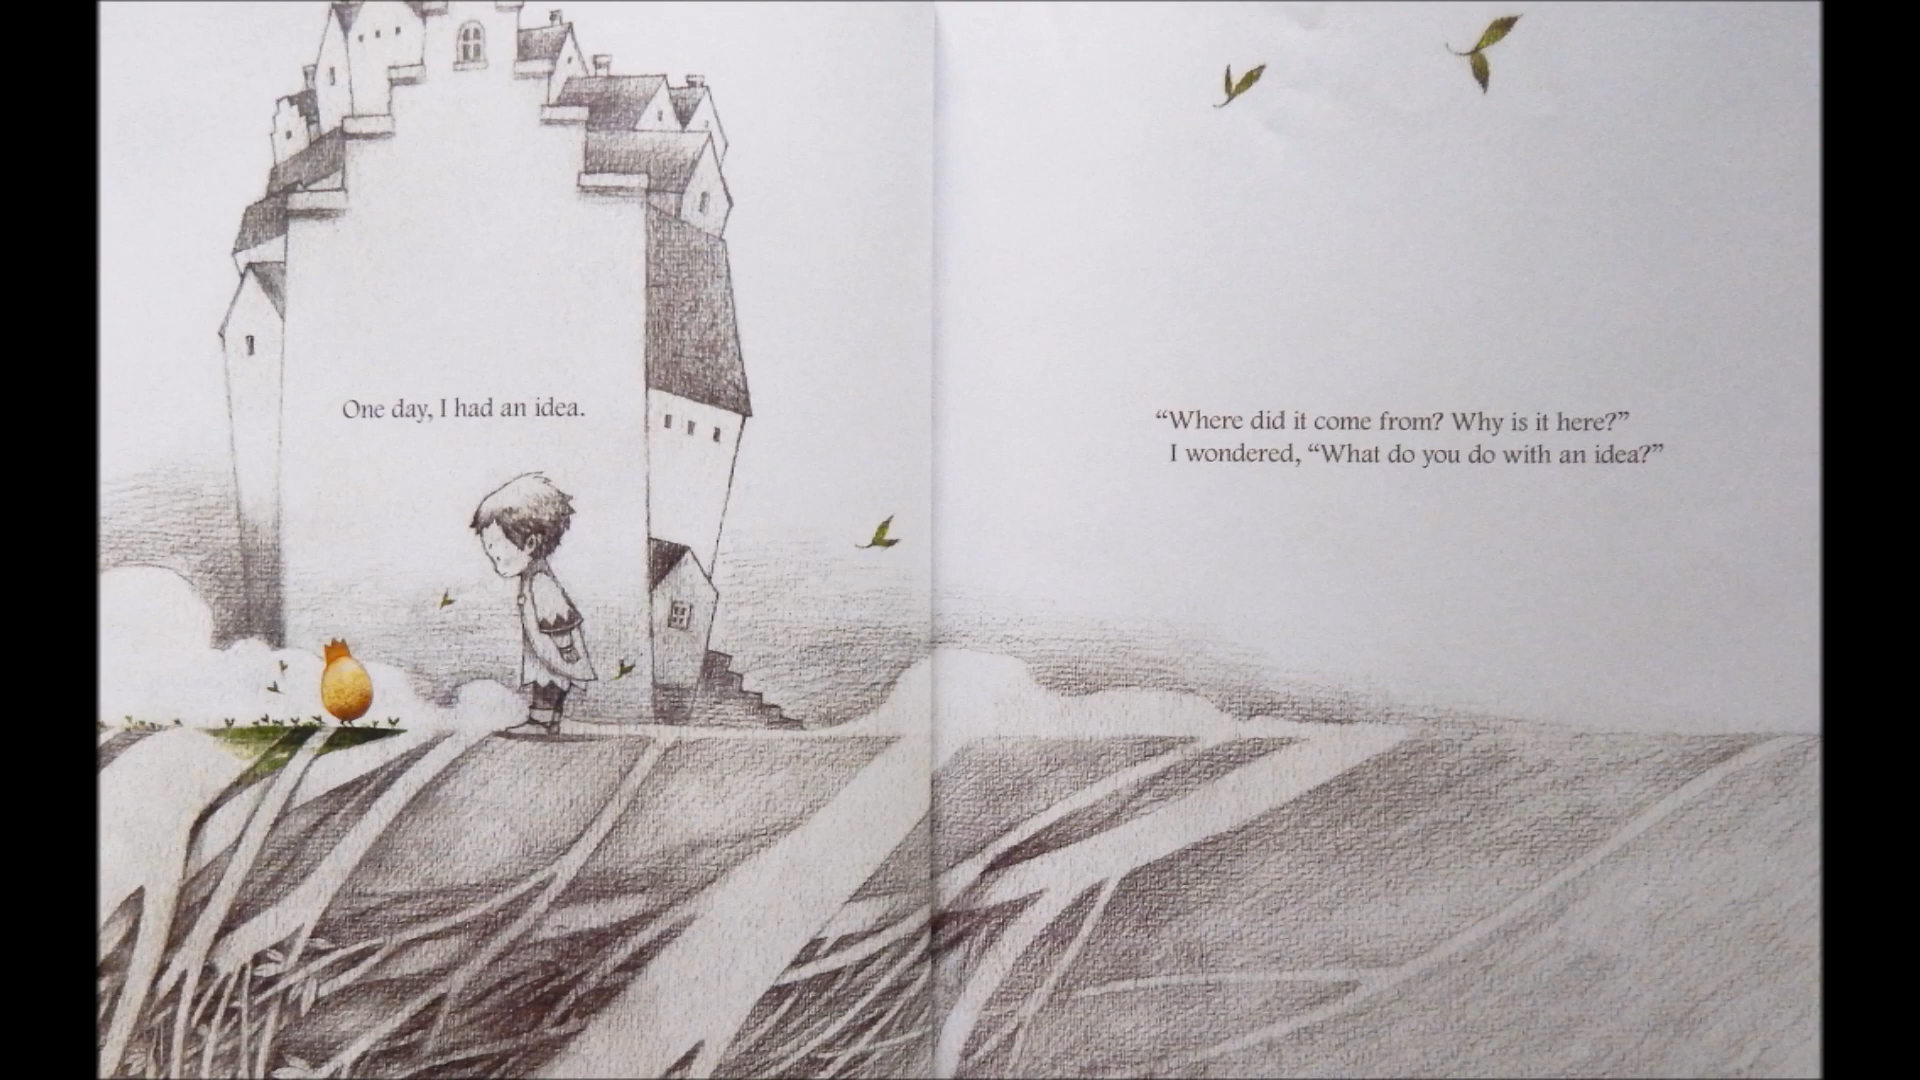 One day, I had an idea.
“Where did it come from? Why is it here?”
I wondered, “What do you do with an idea?”